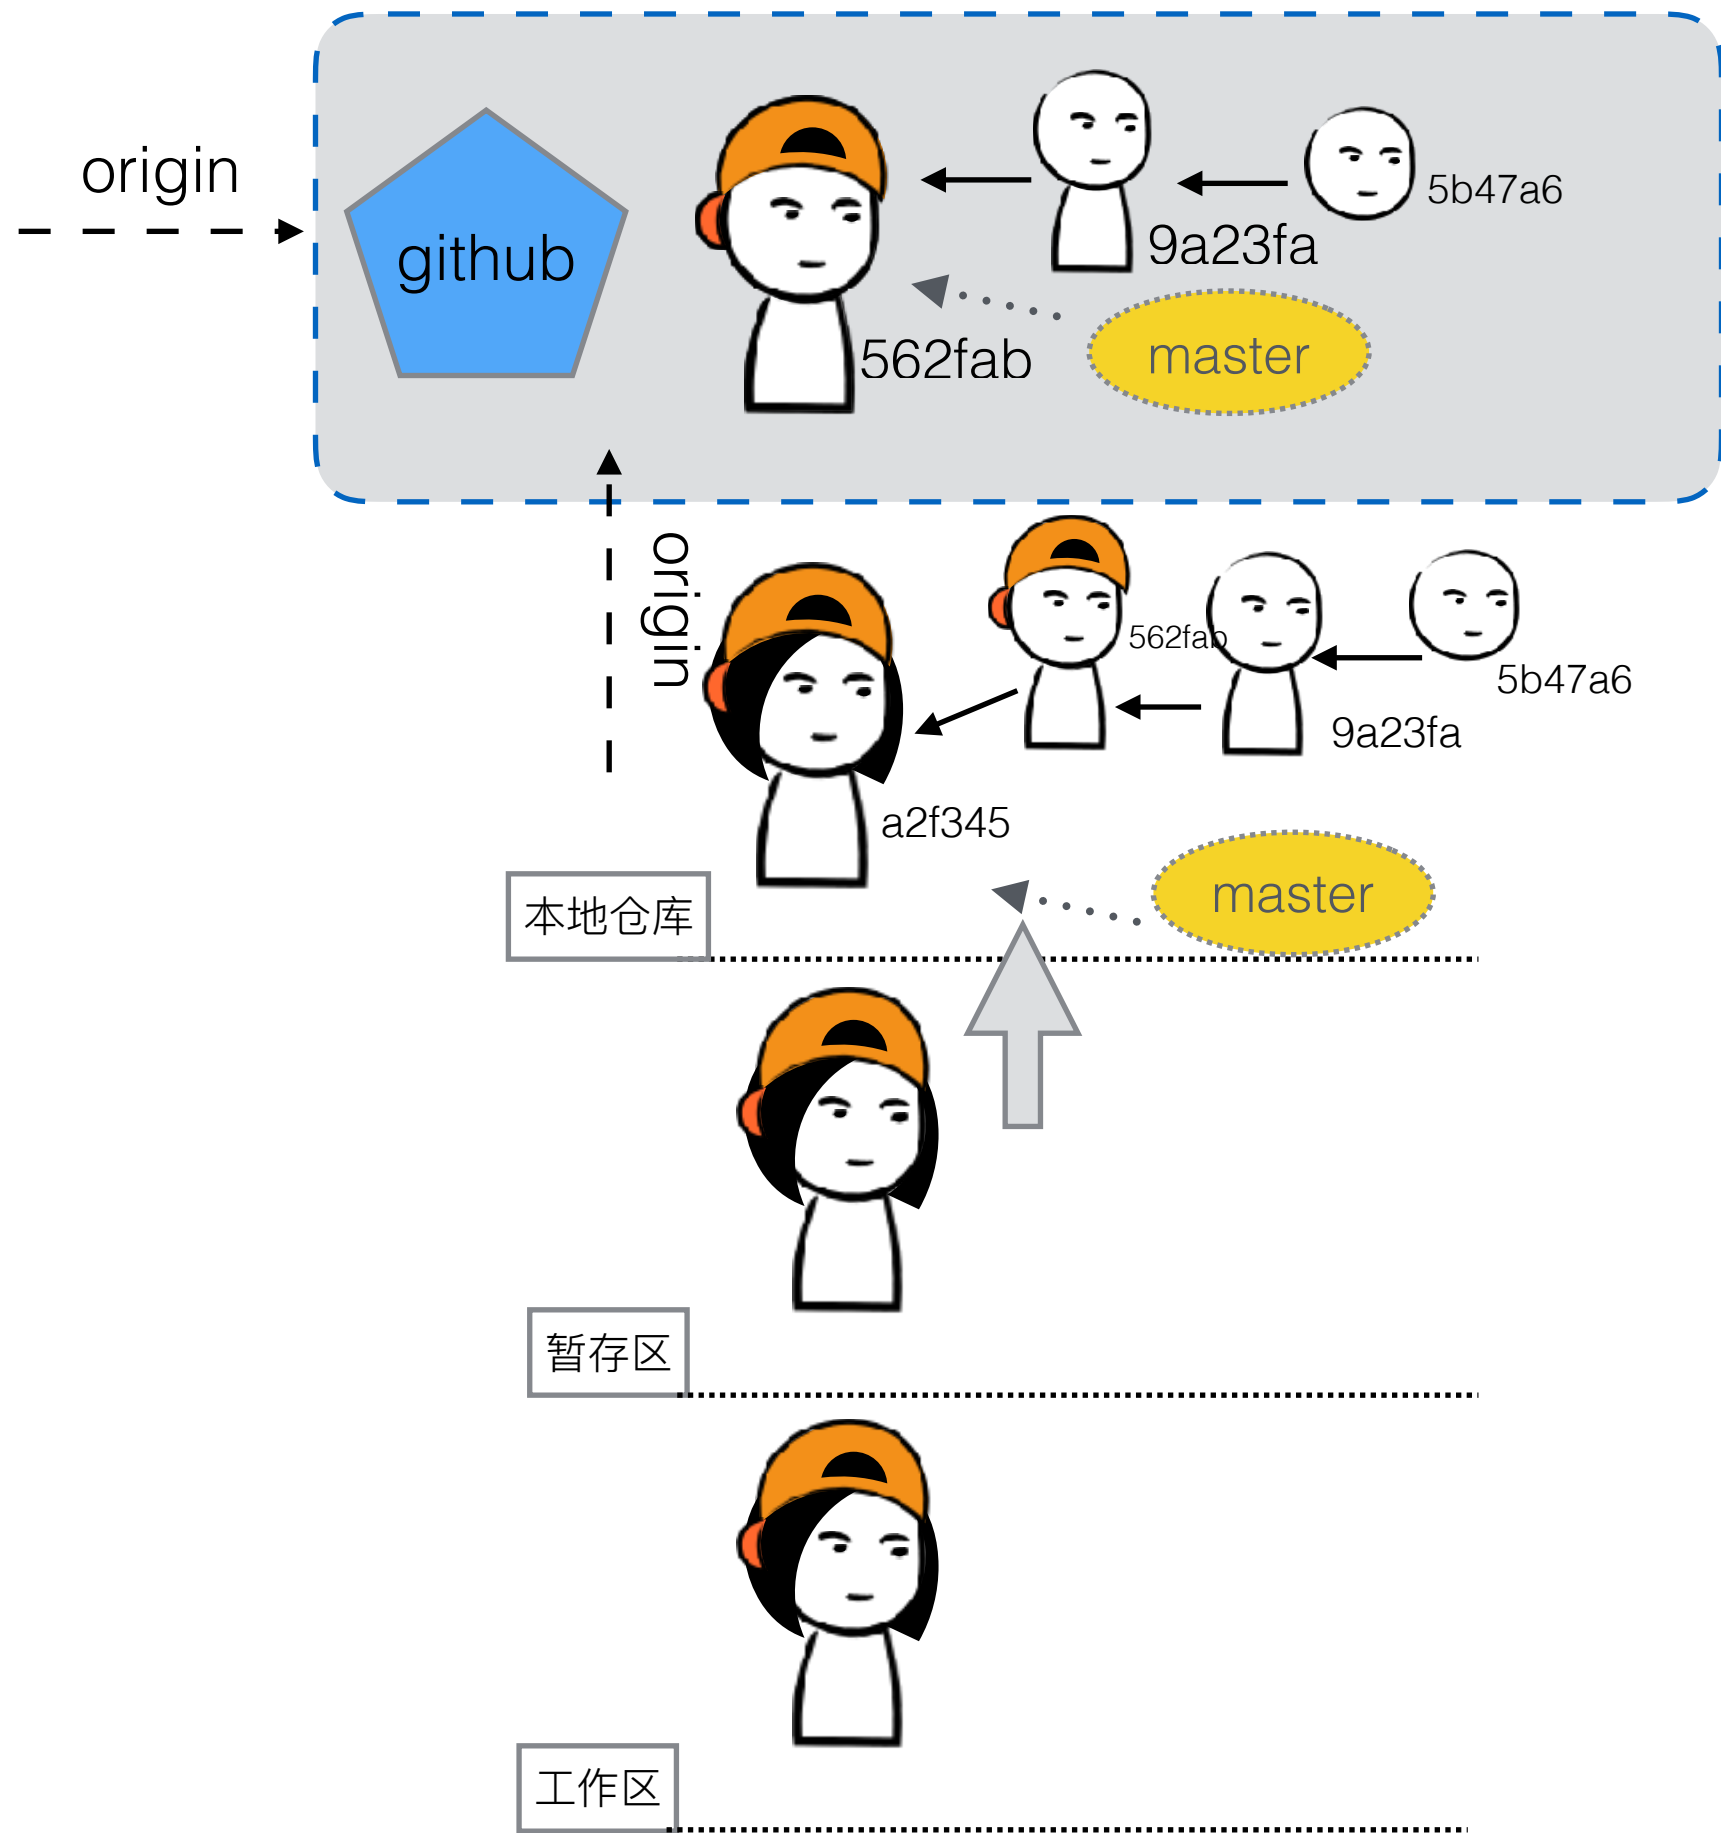 origin
github
5b47a6
9a23fa
562fab
master
origin
562fab
5b47a6
9a23fa
a2f345
master
本地仓库
暂存区
工作区